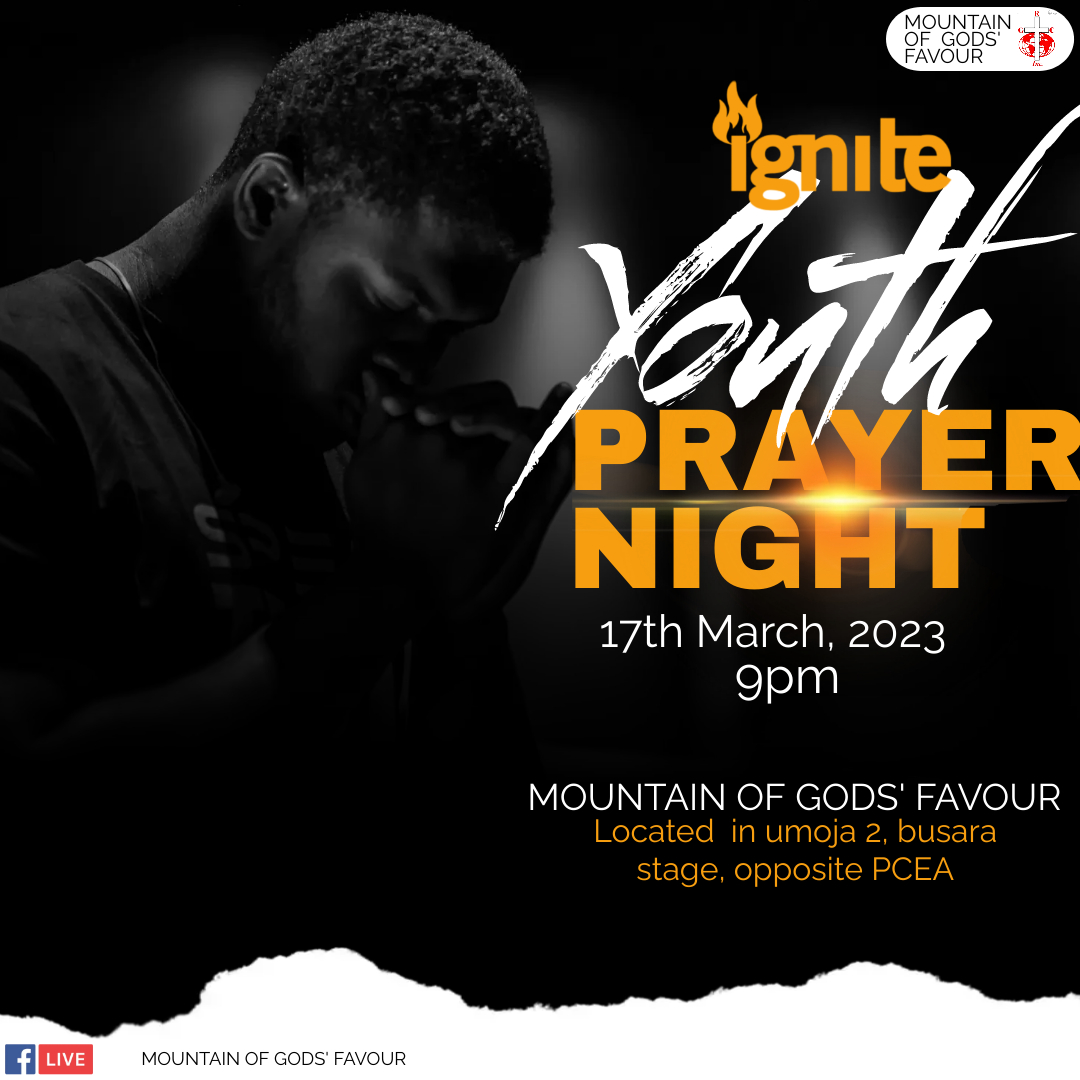 MOUNTAIN
OF GODS'
FAVOUR
ignite
Youth
PRAYER
NIGHT
17th March, 2023
9pm
MOUNTAIN OF GODS' FAVOUR
Located in umoja 2, busara
stage, opposite PCEA
f LIVE
MOUNTAIN OF GODS' FAVOUR